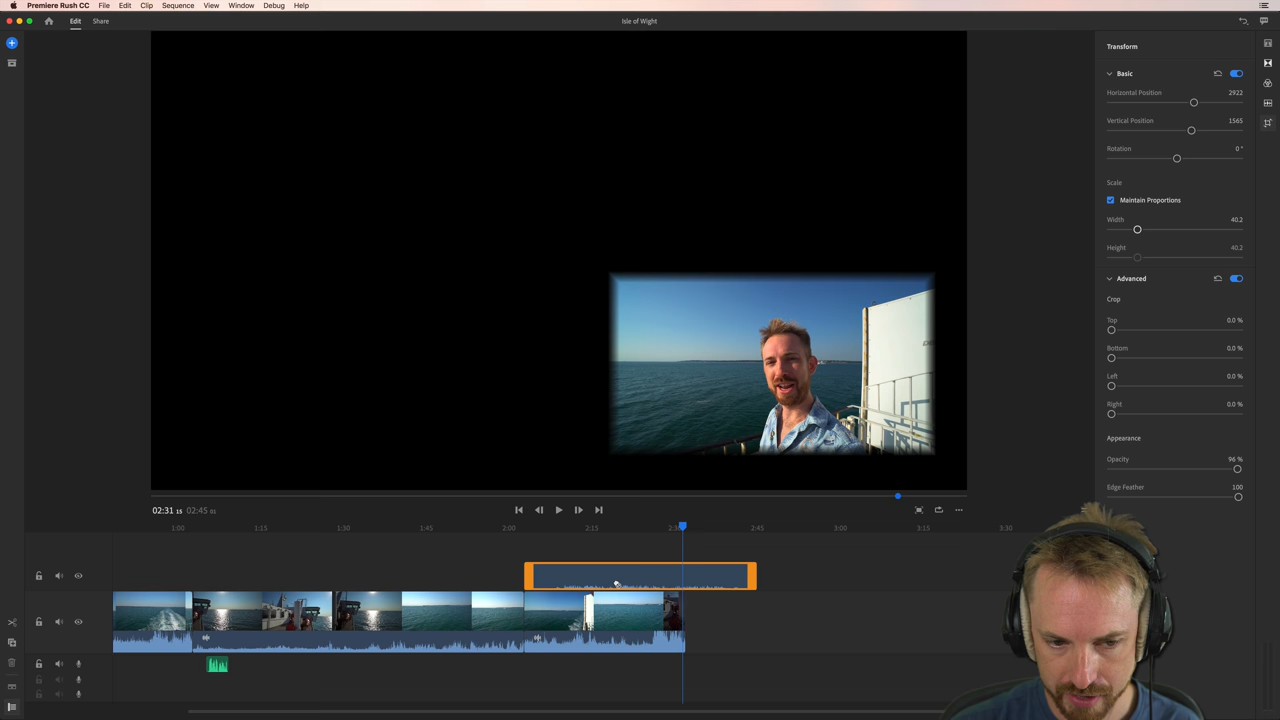 Premiere Rush CC File Edit Clip Sequence View Window Debug Help
Edit Share Isle of Wight
Transform
Basic
Horizontal Position 2922
Vertical Position 1565
Rotation 0 °
Scale
Maintain Proportions
Width 40.2
Height 40.2
Advanced
Crop
Top 0.0 %
Bottom 0.0 %
Left 0.0 %
Right 0.0 %
Appearance
Opacity 96 %
Edge Feather 100
02:31 15 02:45 01
1:00 1:15 1:30 1:45 2:00 2:15 2:30 2:45 3:00 3:15 3:30